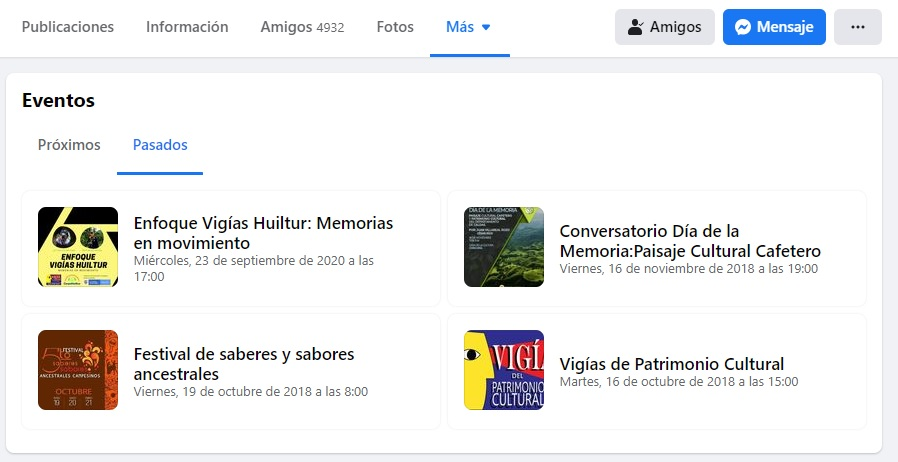 Publicaciones Información Amigos 4932 Fotos Más Amigos Mensaje
Eventos
Próximos Pasados
Enfoque Vigías Huiltur: Memorias
en movimiento
Miércoles, 23 de septiembre de 2020 a las
17:00
ENFOQUE
VIGÍAS HUILTUR
Conversatorio Día de la
Memoria:Paisaje Cultural Cafetero
Viernes, 16 de noviembre de 2018 a las 19:00
DIA DE LA MEMORIA
Festival de saberes y sabores
ancestrales
Viernes, 19 de octubre de 2018 a las 8:00
FESTIVAL
ANCESTRALES CAMPESINOS
OCTUBRE
19 20 21
Vigías de Patrimonio Cultural
Martes, 16 de octubre de 2018 a las 15:00
VIGÍA
DEL
PATRIMONIO
CULTURAL